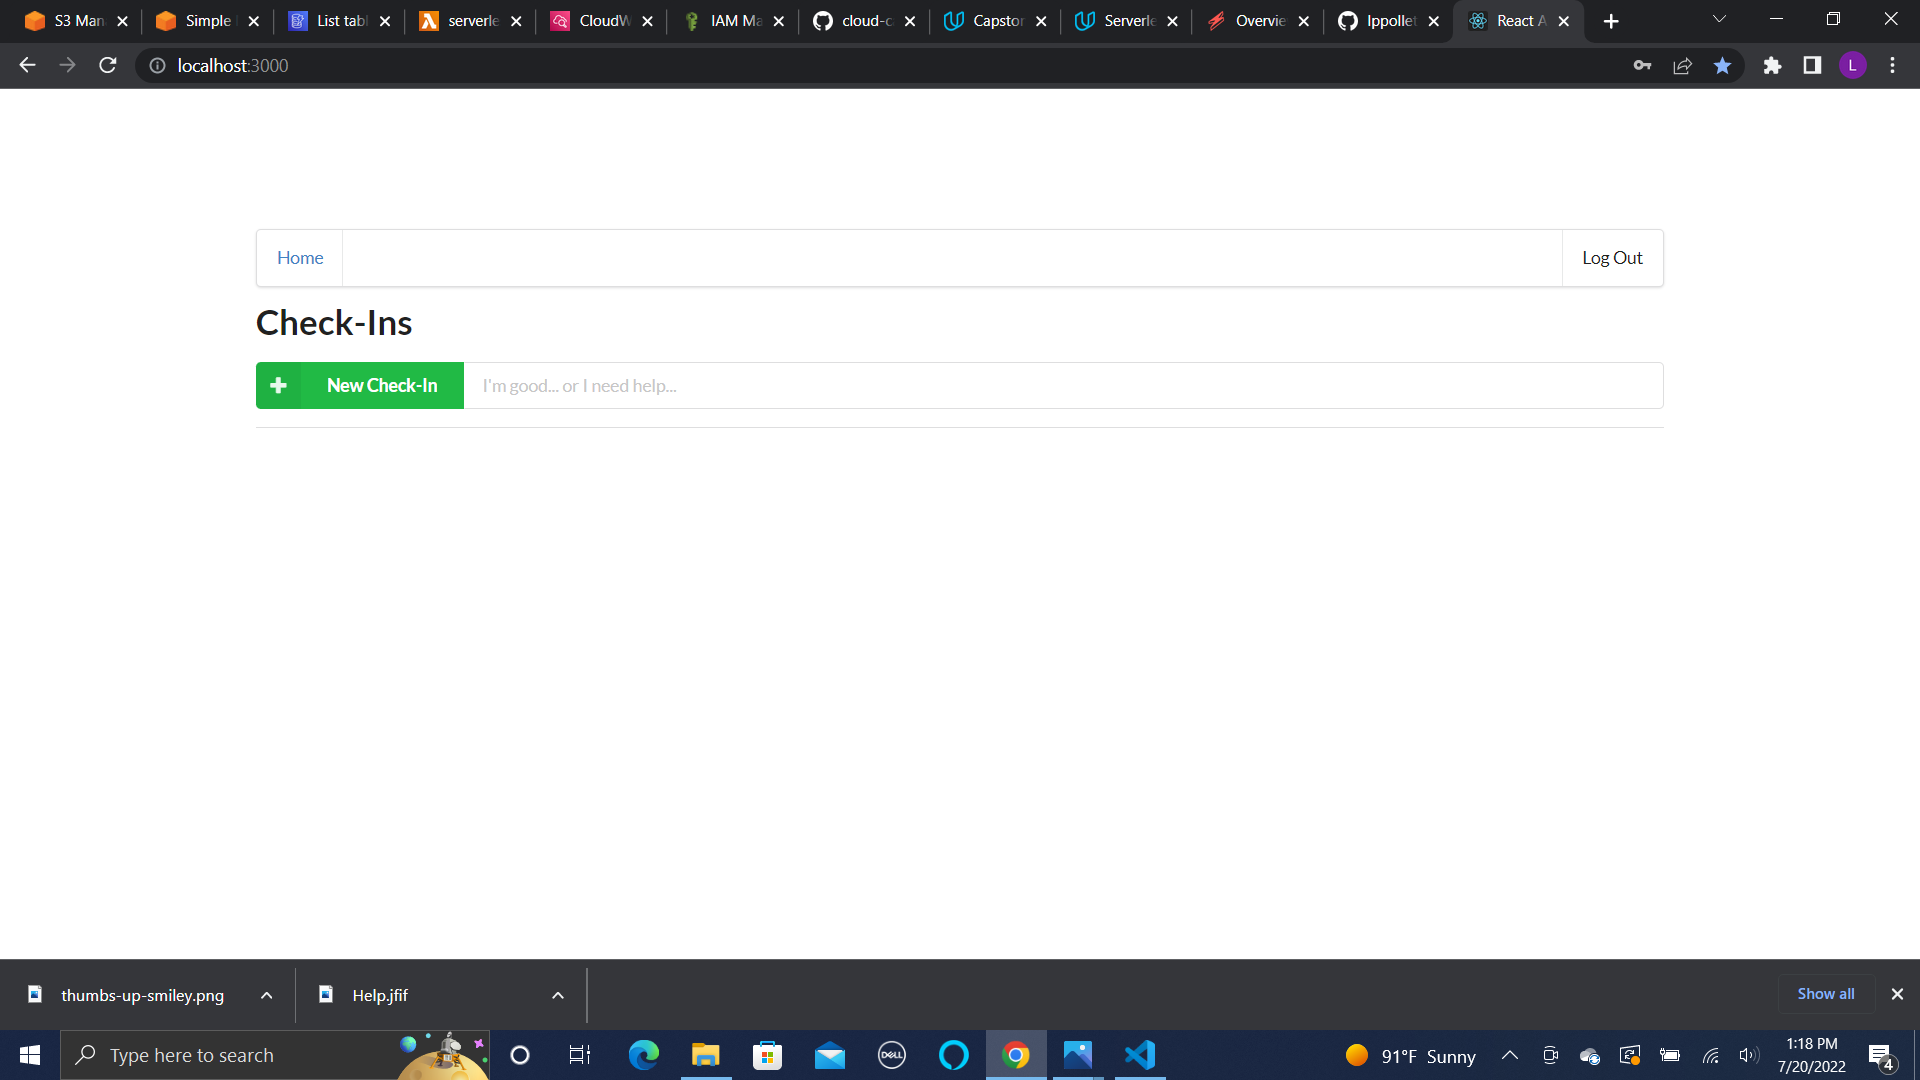 S3 Man
Simple
List tab
serverle
CloudW
IAM Ma
cloud-c
Capstor
Serverle
Overvie
lppollet
React A
localhost:3000
L
Home
Log Out
Check-Ins
New Check-In
I'm good... or I need help...
thumbs-up-smiley.png
Help.jfif
Show all
Type here to search
DELL
91°F Sunny
1:18 PM
7/20/2022
4